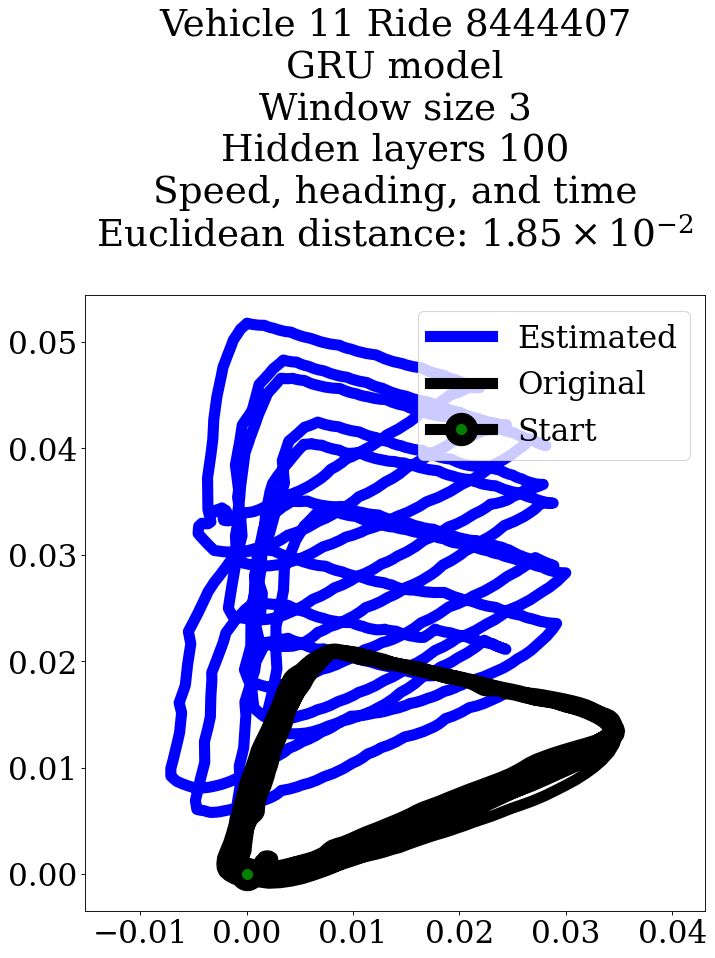 Vehicle 11 Ride 8444407
GRU model
Window size 3
Hidden layers 100
Speed, heading, and time
Euclidean distance: 1.85 × 10⁻²
Estimated
Original
Start
0.05
0.04
0.03
0.02
0.01
0.00
−0.01 0.00 0.01 0.02 0.03 0.04